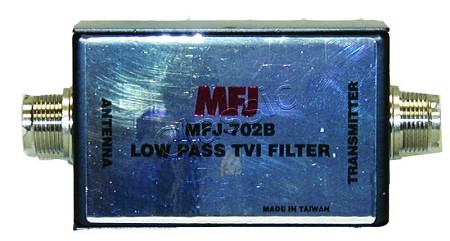 MFJ
MFJ-702B
LOW PASS TVI FILTER
ANTENNA
TRANSMITTER
MADE IN TAIWAN